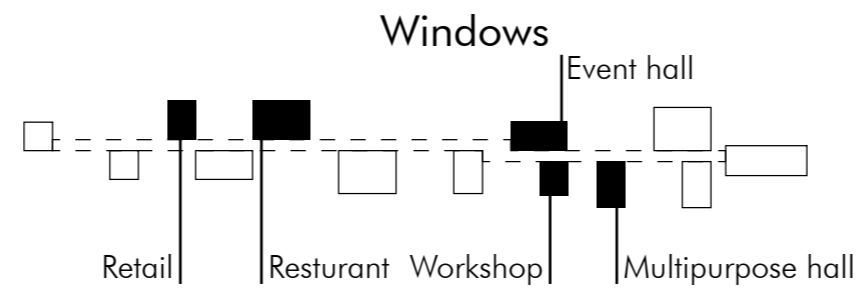 Windows
Event hall
Retail
Resturant
Workshop
Multipurpose hall